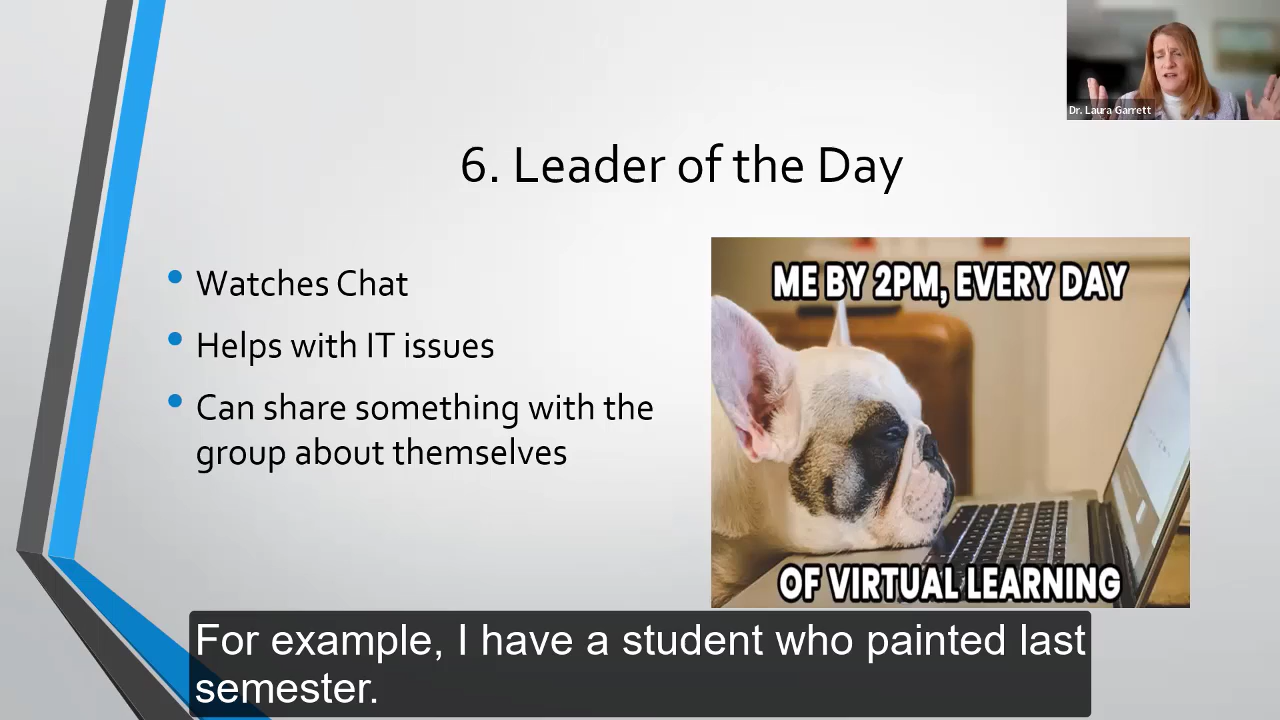 Dr. Laura Garrett
6. Leader of the Day
Watches Chat
Helps with IT issues
Can share something with the
group about themselves
ME BY 2PM, EVERY DAY
OF VIRTUAL LEARNING
For example, I have a student who painted last
semester.